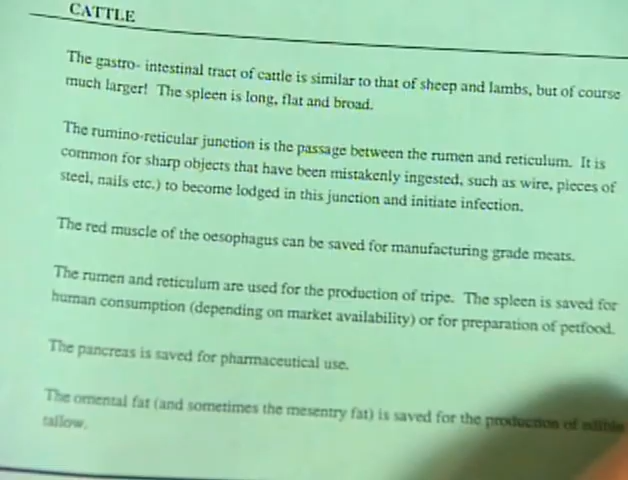 CATTLE
The gastro- intestinal tract of cattle is similar to that of sheep and lambs, but of course
much larger! The spleen is long, flat and broad.
The rumino-reticular junction is the passage between the rumen and reticulum. It is
common for sharp objects that have been mistakenly ingested, such as wire, pieces of
steel, nails etc.) to become lodged in this junction and initiate infection.
The red muscle of the oesophagus can be saved for manufacturing grade meats.
The rumen and reticulum are used for the production of tripe. The spleen is saved for
human consumption (depending on market availability) or for preparation of petfood.
The pancreas is saved for pharmaceutical use.
The omental fat (and sometimes the mesentry fat) is saved for the production of edible
tallow.